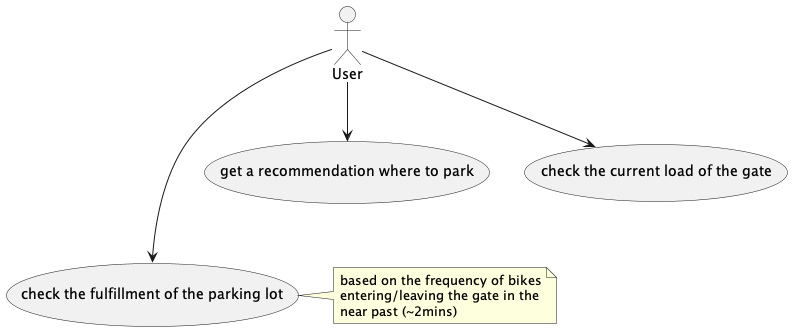 User
get a recommendation where to park
check the current load of the gate
check the fulfillment of the parking lot
based on the frequency of bikes
entering/leaving the gate in the
near past (~2mins)